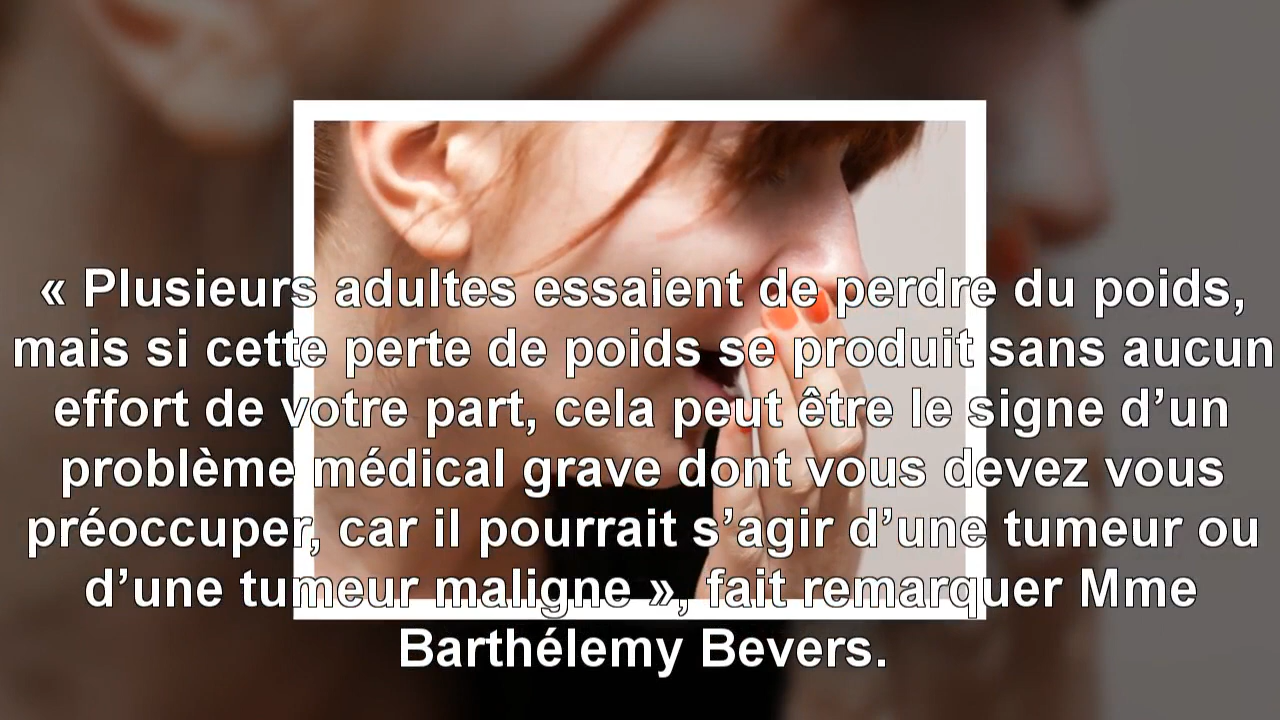 « Plusieurs adultes essaient de perdre du poids,
mais si cette perte de poids se produit sans aucun
effort de votre part, cela peut être le signe d’un
problème médical grave dont vous devez vous
préoccuper, car il pourrait s’agir d’une tumeur ou
d’une tumeur maligne », fait remarquer Mme
Barthélemy Bevers.